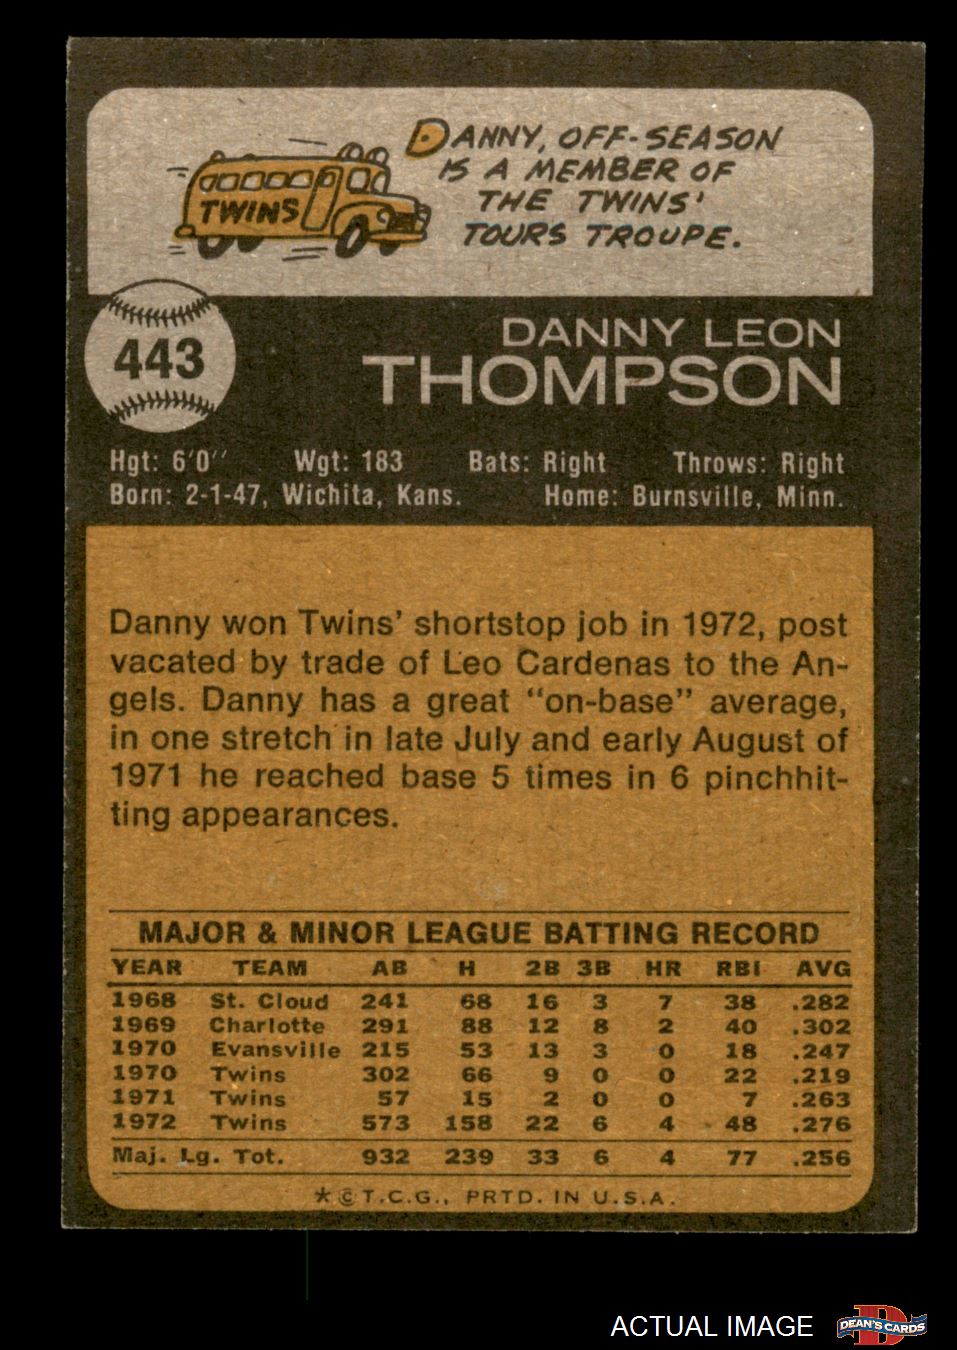 DANNY, OFF-SEASON
IS A MEMBER OF
THE TWINS'
TOURS TROUPE.
TWINS
443
DANNY LEON
THOMPSON
Hgt: 6'0'' Wgt: 183 Bats: Right Throws: Right
Born: 2-1-47, Wichita, Kans. Home: Burnsville, Minn.
Danny won Twins' shortstop job in 1972, post
vacated by trade of Leo Cardenas to the An-
gels. Danny has a great "on-base" average,
in one stretch in late July and early August of
1971 he reached base 5 times in 6 pinchhit-
ting appearances.
MAJOR & MINOR LEAGUE BATTING RECORD
YEAR TEAM AB H 2B 3B HR RBI AVG
1968 St. Cloud 241 68 16 3 7 38 .282
1969 Charlotte 291 88 12 8 2 40 .302
1970 Evansville 215 53 13 3 0 18 .247
1970 Twins 302 66 9 0 0 22 .219
1971 Twins 57 15 2 0 0 7 .263
1972 Twins 573 158 22 6 4 48 .276
Maj. Lg. Tot. 932 239 33 6 4 77 .256
*© T.C.G., PRTD. IN U.S.A.
ACTUAL IMAGE
D
DEAN'S CARDS